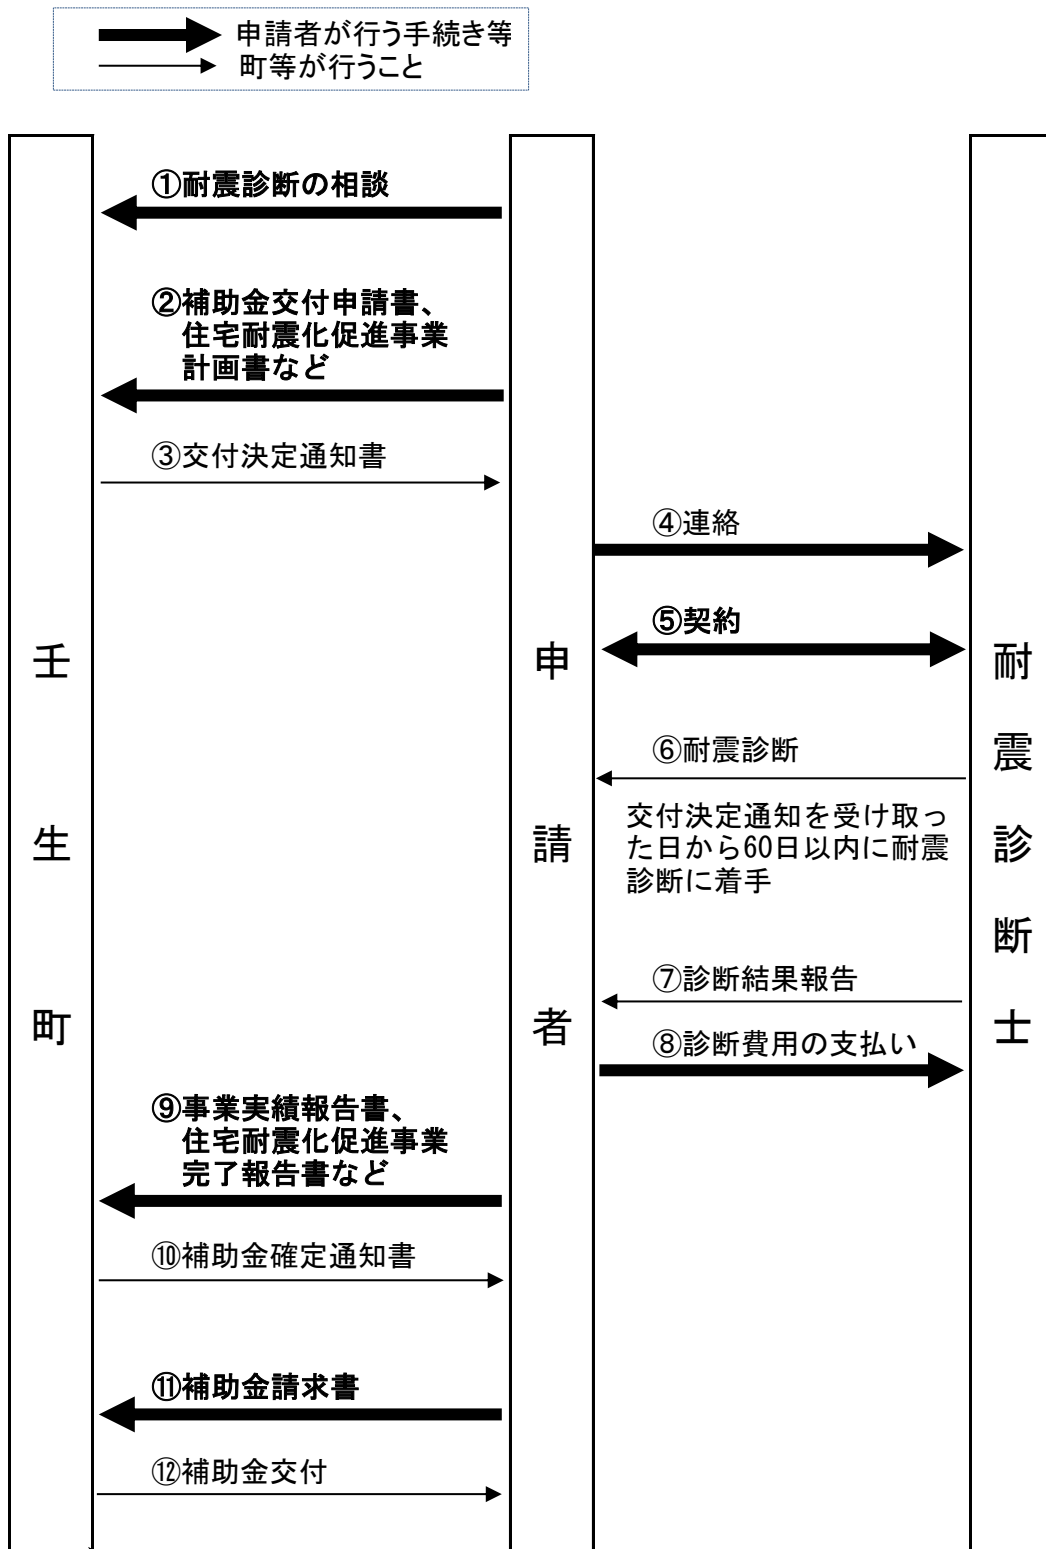 申請者が行う手続き等
町等が行うこと
①耐震診断の相談
②補助金交付申請書、
住宅耐震化促進事業
計画書など
③交付決定通知書
④連絡
⑤契約
⑥耐震診断
交付決定通知を受け取っ
た日から60日以内に耐震
診断に着手
⑦診断結果報告
⑧診断費用の支払い
⑨事業実績報告書、
住宅耐震化促進事業
完了報告書など
⑩補助金確定通知書
⑪補助金請求書
⑫補助金交付
壬生町
申請者
耐震診断士